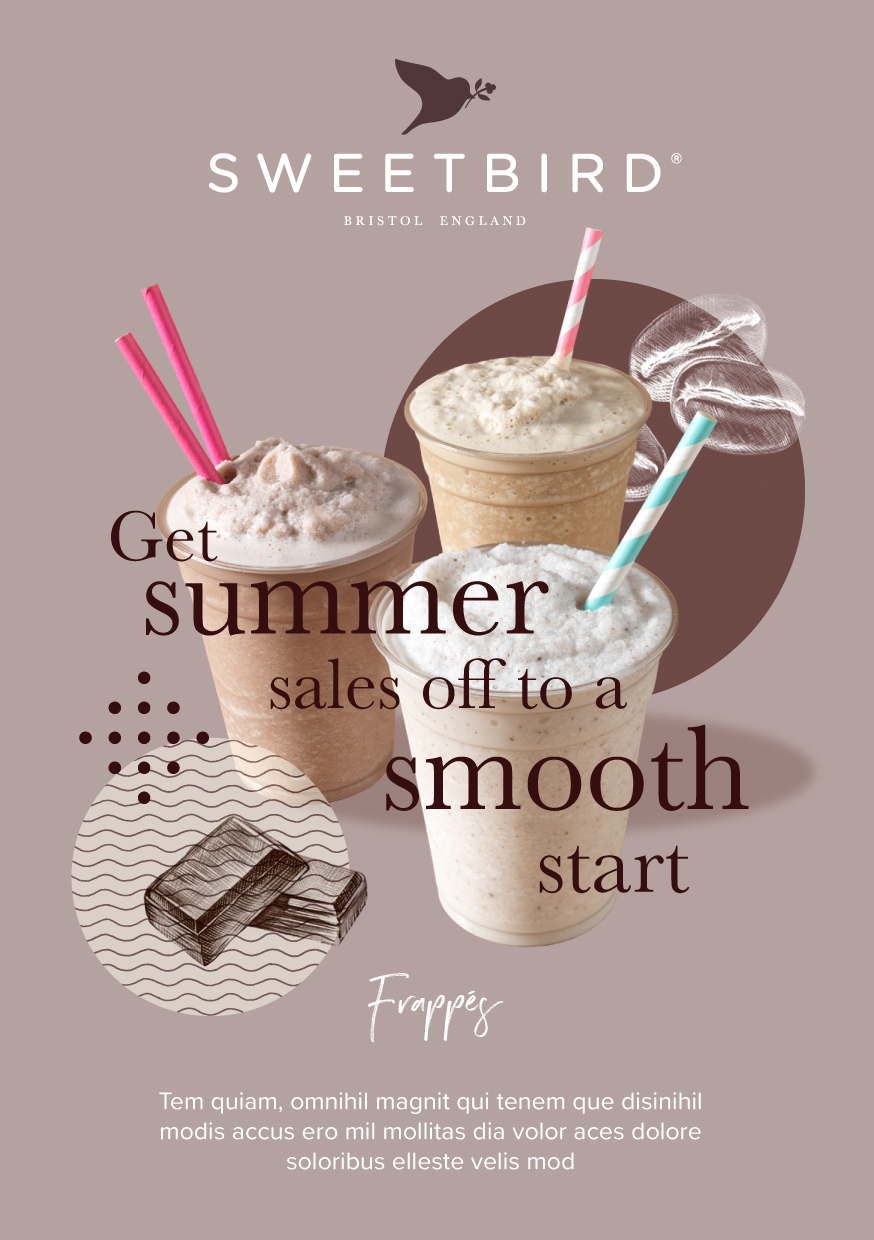 SWEETBIRD®
BRISTOL ENGLAND
Get
summer
sales off to a
smooth
start
Frappés
Tem quiam, omnihil magnit qui tenem que disinihil
modis accus ero mil mollitas dia volor aces dolore
soloribus elleste velis mod